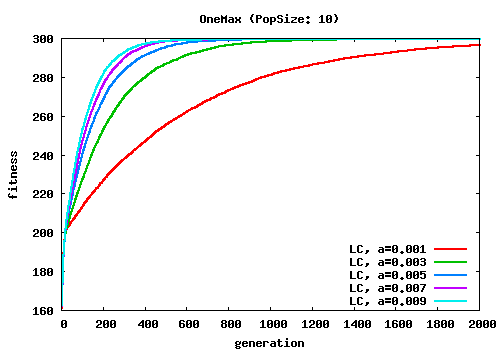 OneMax (PopSize: 10)
300
280
260
240
220
200
180
160
fitness
LC, a=0.001
LC, a=0.003
LC, a=0.005
LC, a=0.007
LC, a=0.009
0 200 400 600 800 1000 1200 1400 1600 1800 2000
generation